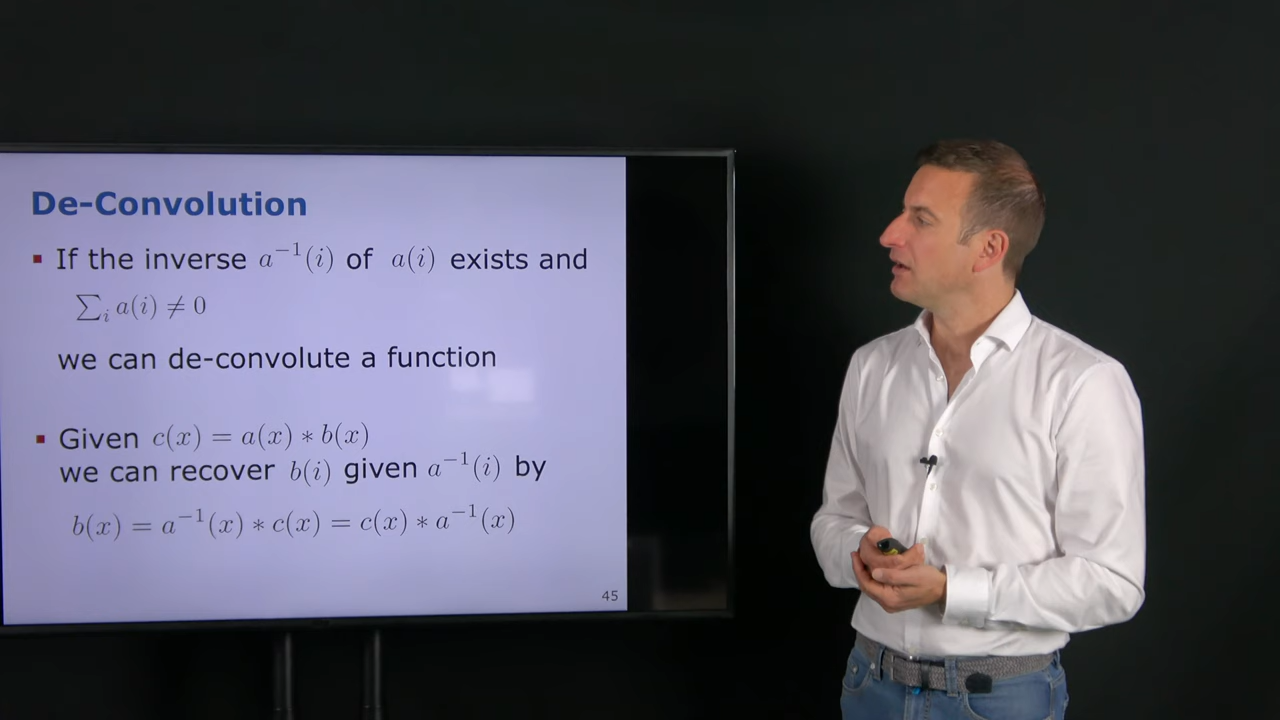 De-Convolution
▪ If the inverse a⁻¹(i) of a(i) exists and
∑ᵢ a(i) ≠ 0
we can de-convolute a function
▪ Given c(x) = a(x) ∗ b(x)
we can recover b(i) given a⁻¹(i) by
b(x) = a⁻¹(x) ∗ c(x) = c(x) ∗ a⁻¹(x)
45